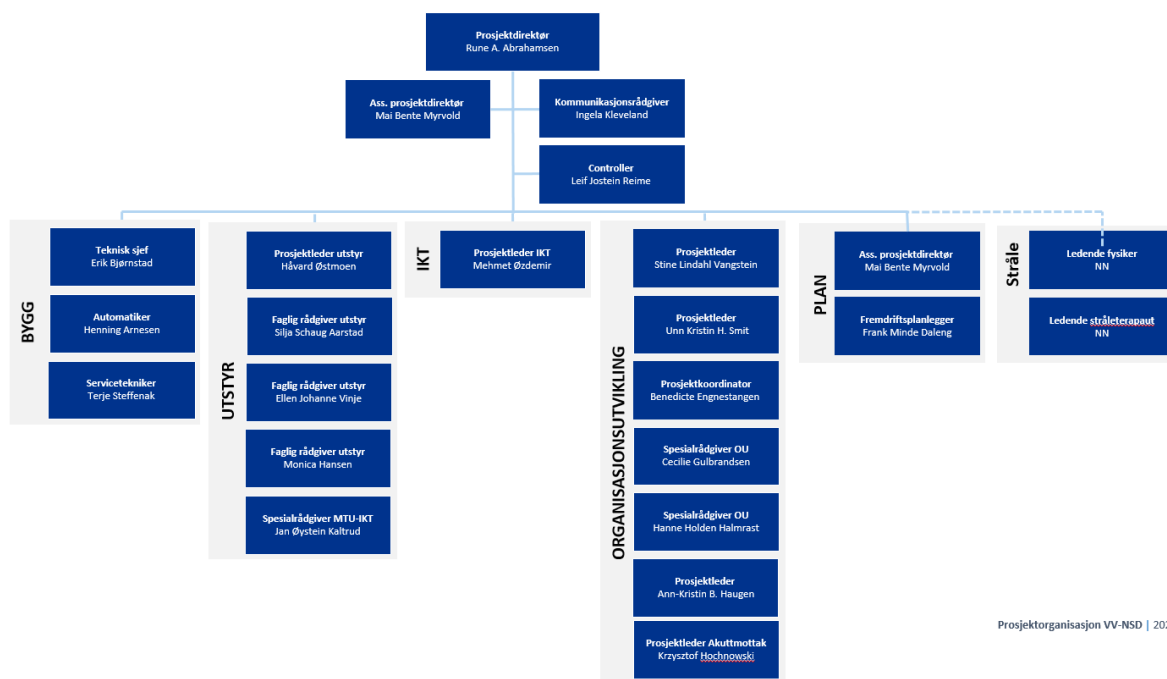 Prosjektdirektør
Rune A. Abrahamsen
Ass. prosjektdirektør
Mai Bente Myrvold
Kommunikasjonsrådgiver
Ingela Kleveland
Controller
Leif Jostein Reime
BYGG
Teknisk sjef
Erik Bjørnstad
Automatiker
Henning Arnesen
Servicetekniker
Terje Steffenak
UTSTYR
Prosjektleder utstyr
Håvard Østmoen
Faglig rådgiver utstyr
Silja Schaug Aarstad
Faglig rådgiver utstyr
Ellen Johanne Vinje
Faglig rådgiver utstyr
Monica Hansen
Spesialrådgiver MTU-IKT
Jan Øystein Kaltrud
IKT
Prosjektleder IKT
Mehmet Øzdemir
ORGANISASJONSUTVIKLING
Prosjektleder
Stine Lindahl Vangstein
Prosjektleder
Unn Kristin H. Smit
Prosjektkoordinator
Benedicte Engnestangen
Spesialrådgiver OU
Cecilie Gulbrandsen
Spesialrådgiver OU
Hanne Holden Halmrast
Prosjektleder
Ann-Kristin B. Haugen
Prosjektleder Akuttmottak
Krzysztof Hochnowski
PLAN
Ass. prosjektdirektør
Mai Bente Myrvold
Fremdriftsplanlegger
Frank Minde Daleng
Stråle
Ledende fysiker
NN
Ledende stråleterapaut
NN
Prosjektorganisasjon VV-NSD |